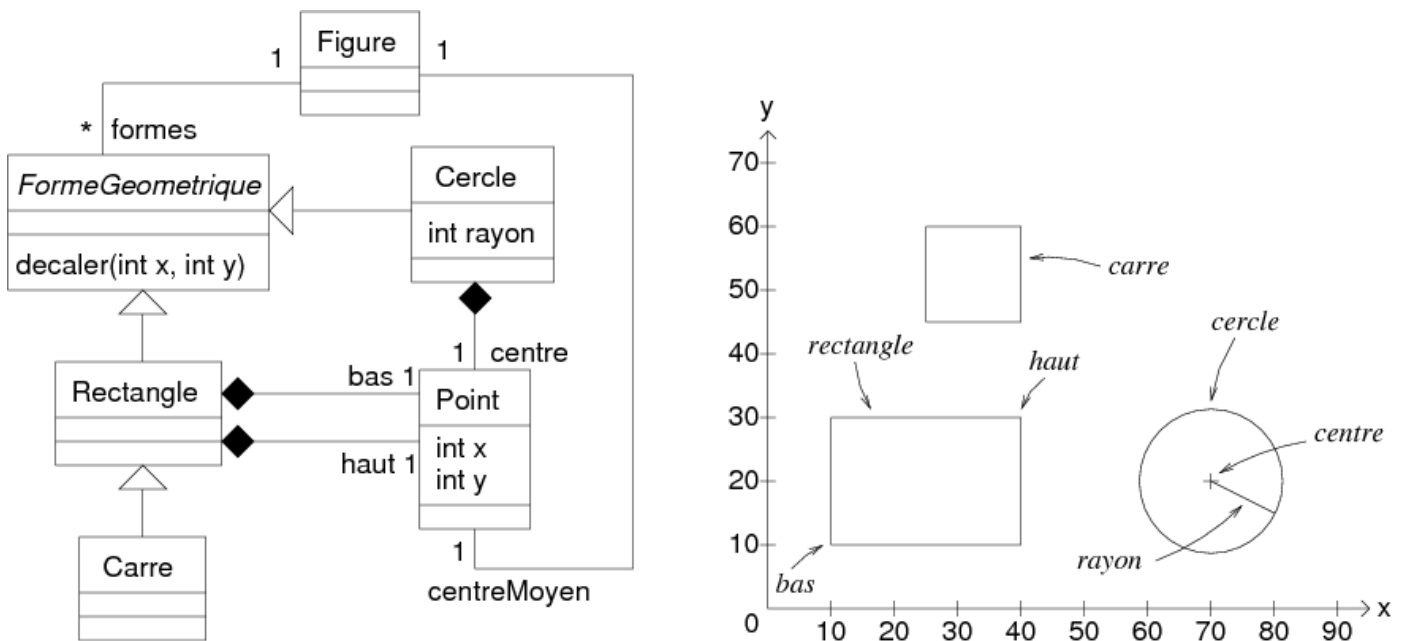 Figure
1
1
* formes
FormeGeometrique
decaler(int x, int y)
Cercle
int rayon
1 centre
Rectangle
bas 1
haut 1
Point
int x
int y
1
centreMoyen
Carre
y
70
60
50
40
30
20
10
0
10 20 30 40 50 60 70 80 90 x
carre
cercle
rectangle
haut
centre
rayon
bas